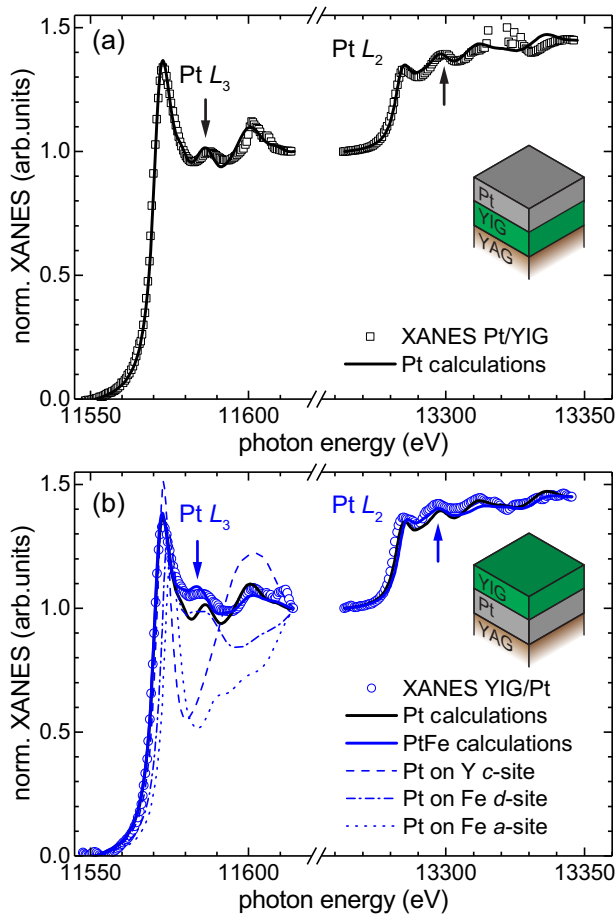 (a)
Pt L3
Pt L2
norm. XANES (arb.units)
1.5
1.0
0.5
0.0
Pt
YIG
YAG
XANES Pt/YIG
Pt calculations
11550 11600 13300 13350
photon energy (eV)
(b)
Pt L3
Pt L2
norm. XANES (arb.units)
1.5
1.0
0.5
0.0
YIG
Pt
YAG
XANES YIG/Pt
Pt calculations
PtFe calculations
Pt on Y c-site
Pt on Fe d-site
Pt on Fe a-site
11550 11600 13300 13350
photon energy (eV)